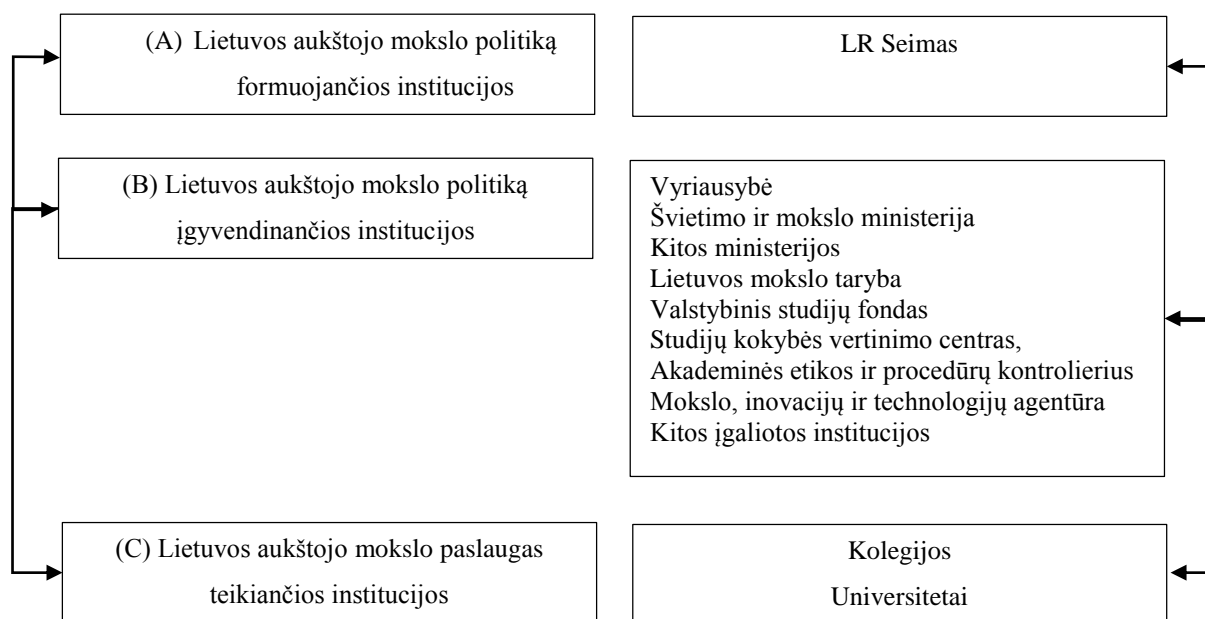 (A) Lietuvos aukštojo mokslo politiką
formuojančios institucijos
LR Seimas
(B) Lietuvos aukštojo mokslo politiką
įgyvendinančios institucijos
Vyriausybė
Švietimo ir mokslo ministerija
Kitos ministerijos
Lietuvos mokslo taryba
Valstybinis studijų fondas
Studijų kokybės vertinimo centras,
Akademinės etikos ir procedūrų kontrolierius
Mokslo, inovacijų ir technologijų agentūra
Kitos įgaliotos institucijos
(C) Lietuvos aukštojo mokslo paslaugas
teikiančios institucijos
Kolegijos
Universitetai